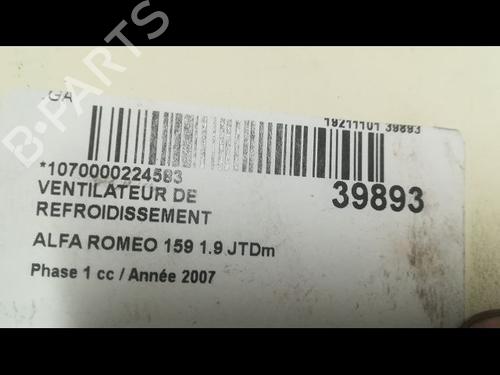 .GA
19211101 39893
*1070000224583
39893
VENTILATEUR DE
REFROIDISSEMENT
ALFA ROMEO 159 1.9 JTDm
Phase 1 cc / Année 2007
B-PARTS